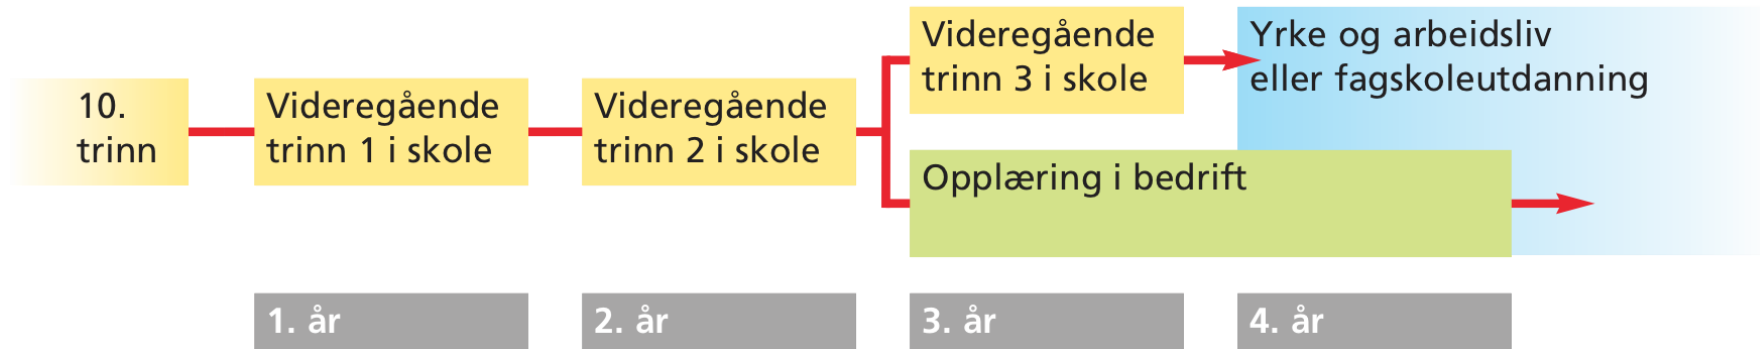 10.
trinn
Videregående
trinn 1 i skole
Videregående
trinn 2 i skole
Videregående
trinn 3 i skole
Yrke og arbeidsliv
eller fagskoleutdanning
Opplæring i bedrift
1. år
2. år
3. år
4. år